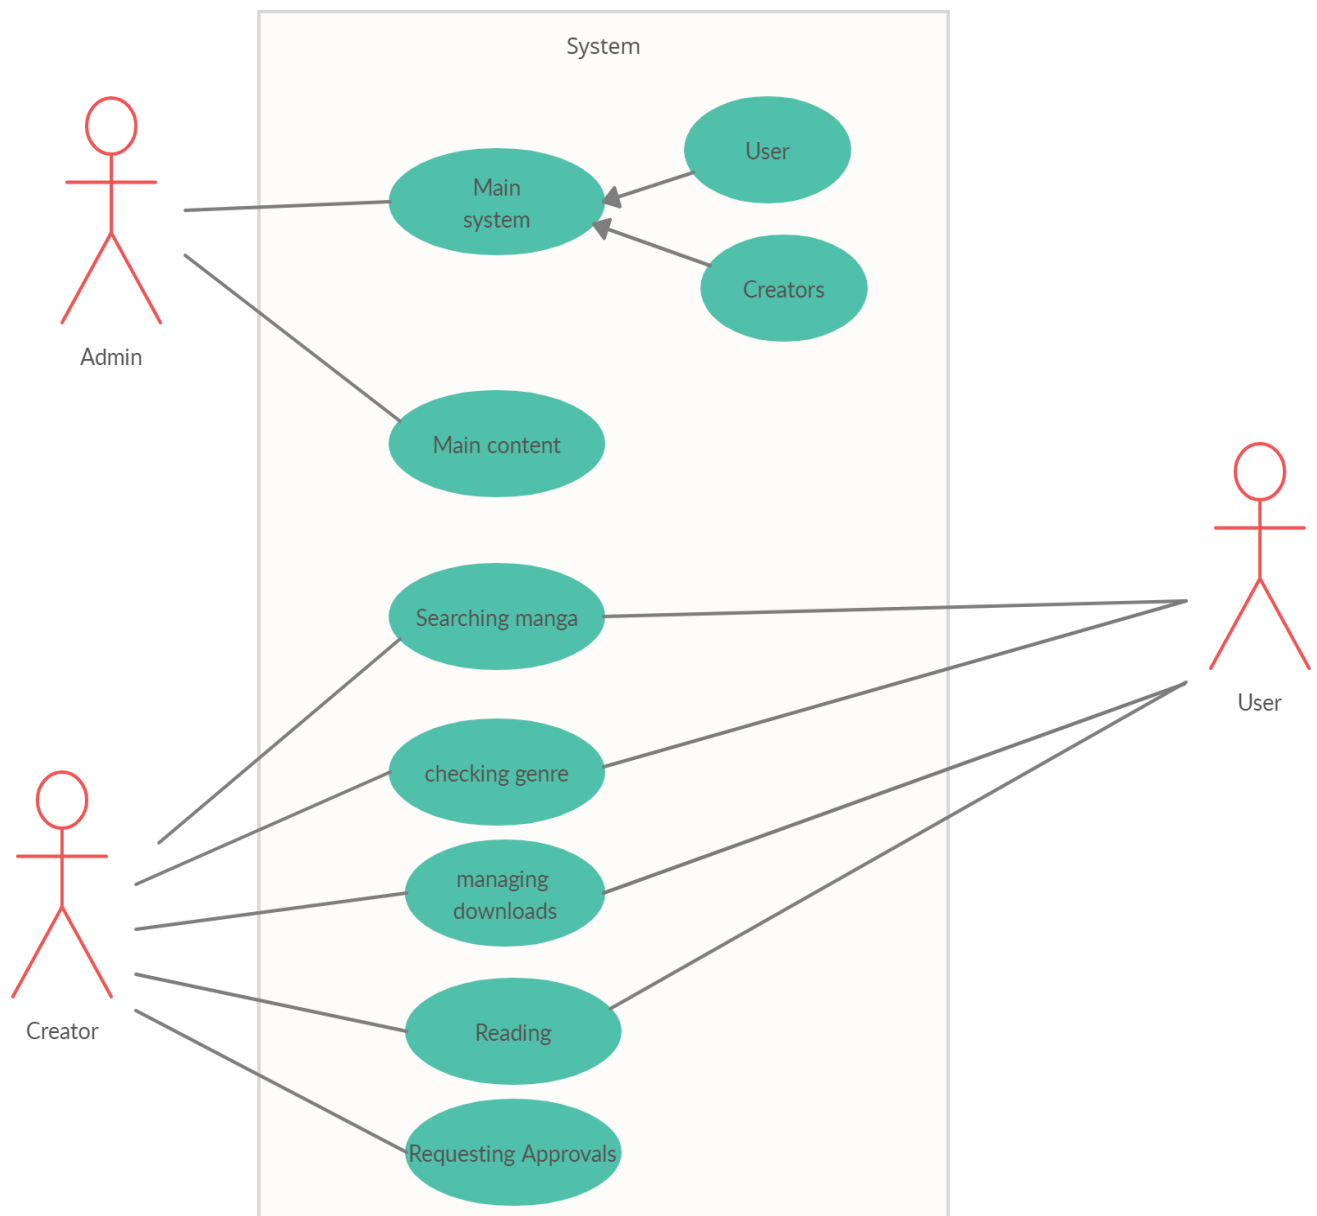 System
User
Main
system
Creators
Admin
Main content
Searching manga
User
checking genre
managing
downloads
Creator
Reading
Requesting Approvals